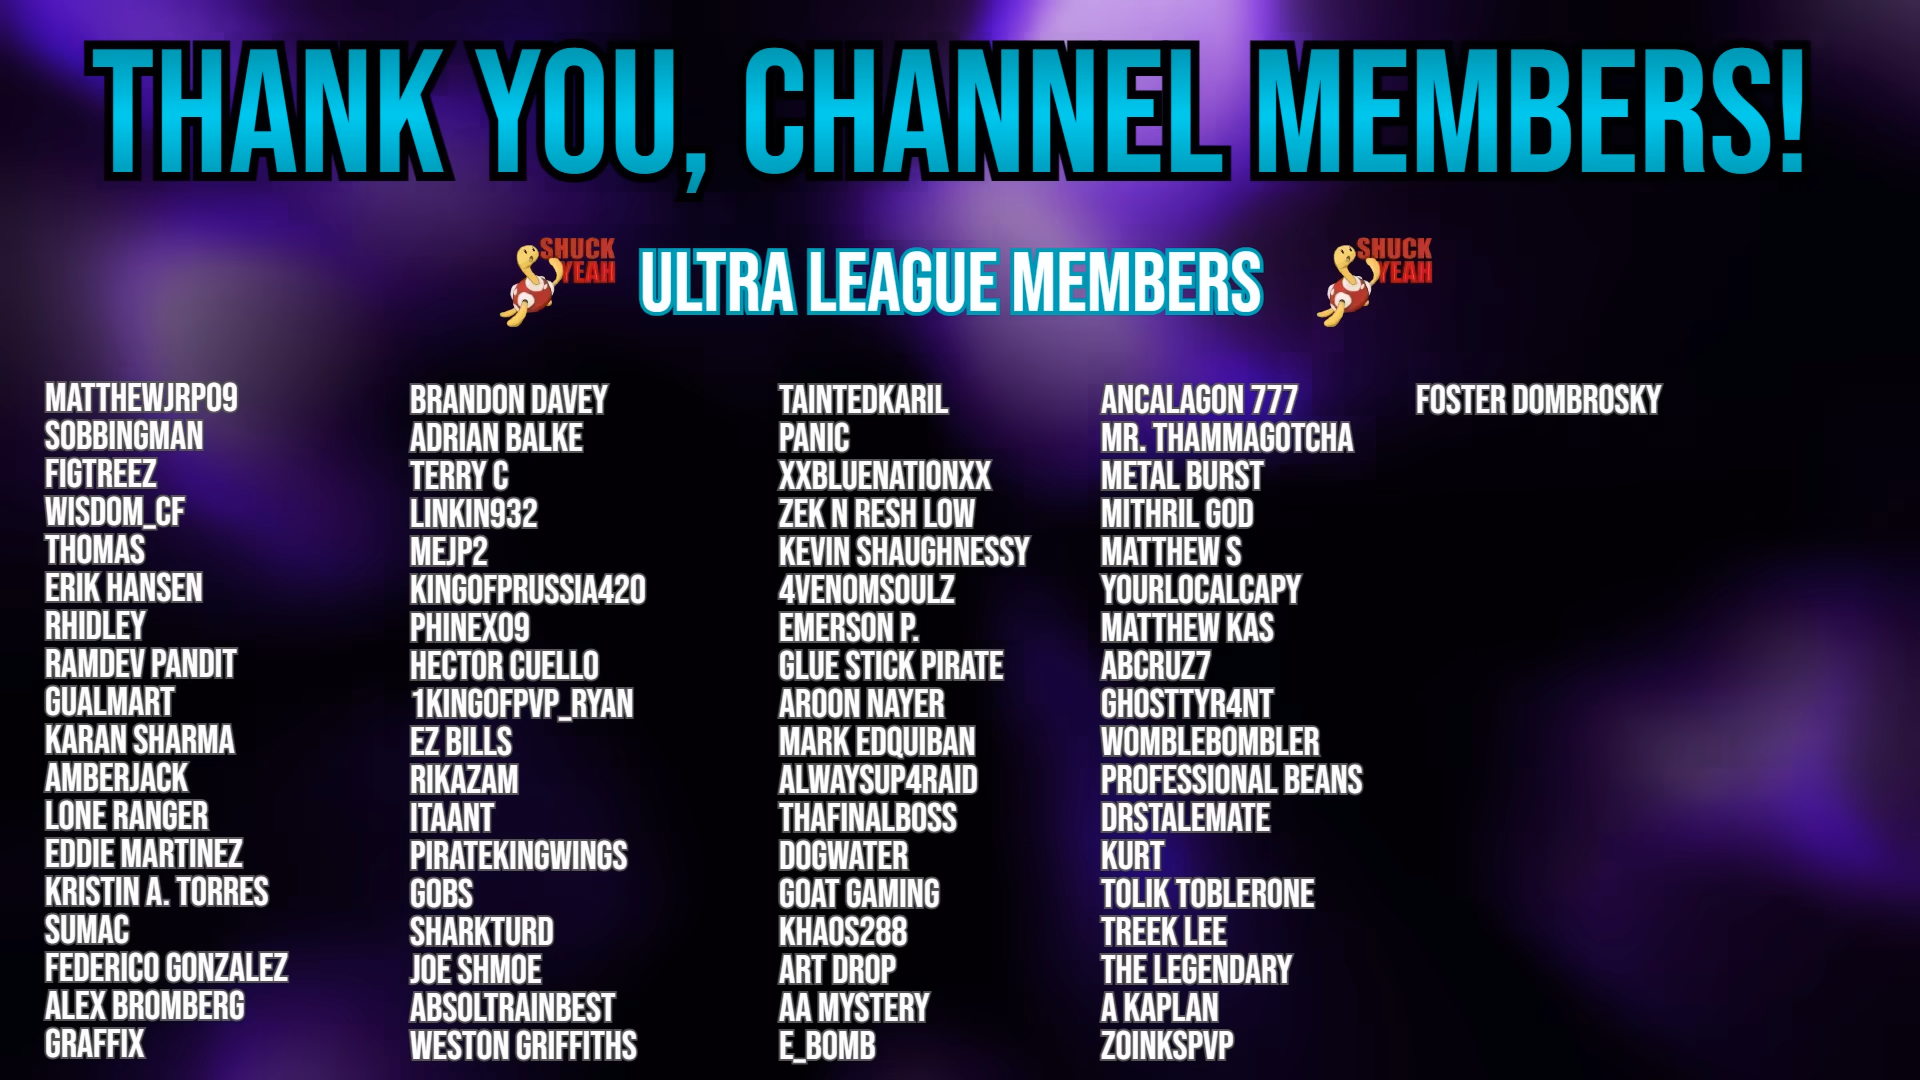 THANK YOU, CHANNEL MEMBERS!
SHUCK YEAH
ULTRA LEAGUE MEMBERS
SHUCK YEAH
MATTHEWJRP09
SOBBINGMAN
FIGTREEZ
WISDOM_CF
THOMAS
ERIK HANSEN
RHIDLEY
RAMDEV PANDIT
GUALMART
KARAN SHARMA
AMBERJACK
LONE RANGER
EDDIE MARTINEZ
KRISTIN A. TORRES
SUMAC
FEDERICO GONZALEZ
ALEX BROMBERG
GRAFFIX
BRANDON DAVEY
ADRIAN BALKE
TERRY C
LINKIN932
MEJP2
KINGOFPRUSSIA420
PHINEX09
HECTOR CUELLO
1KINGOFPVP_RYAN
EZ BILLS
RIKAZAM
ITAANT
PIRATEKINGWINGS
GOBS
SHARKTURD
JOE SHMOE
ABSOLTRAINBEST
WESTON GRIFFITHS
TAINTEDKARIL
PANIC
XXBLUENATIONXX
ZEK N RESH LOW
KEVIN SHAUGHNESSY
4VENOMSOULZ
EMERSON P.
GLUE STICK PIRATE
AROON NAYER
MARK EDQUIBAN
ALWAYSUP4RAID
THAFINALBOSS
DOGWATER
GOAT GAMING
KHAOS288
ART DROP
AA MYSTERY
E_BOMB
ANCALAGON 777
MR. THAMMAGOTCHA
METAL BURST
MITHRIL GOD
MATTHEW S
YOURLOCALCAPY
MATTHEW KAS
ABCRUZ7
GHOSTTYR4NT
WOMBLEBOMBLER
PROFESSIONAL BEANS
DRSTALEMATE
KURT
TOLIK TOBLERONE
TREEK LEE
THE LEGENDARY
A KAPLAN
ZOINKSPVP
FOSTER DOMBROSKY